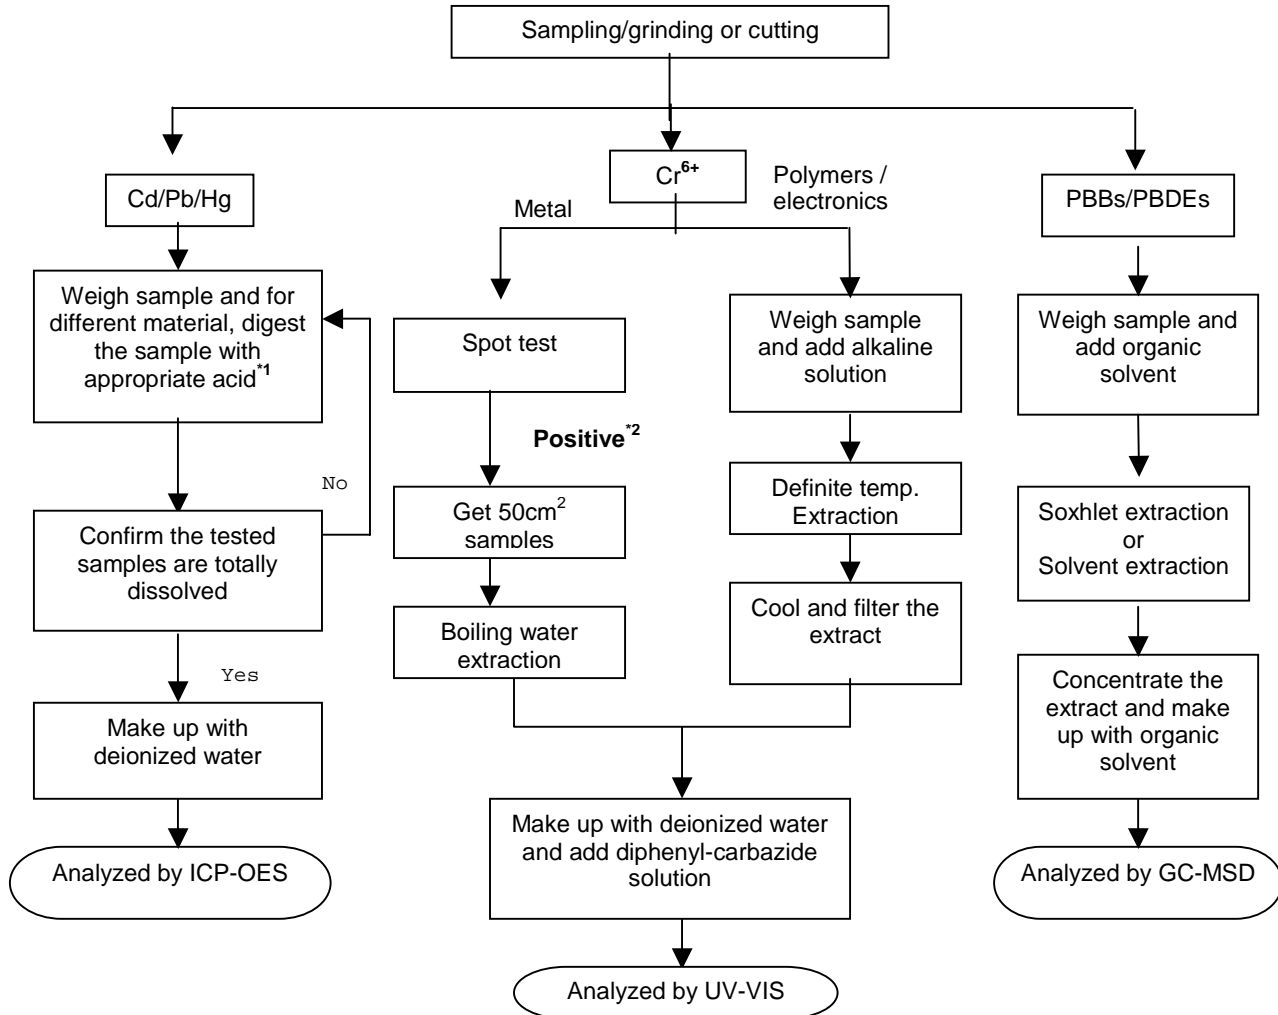 Sampling/grinding or cutting
Cd/Pb/Hg
Weigh sample and for
different material, digest
the sample with
appropriate acid*1
No
Confirm the tested
samples are totally
dissolved
Yes
Make up with
deionized water
Analyzed by ICP-OES
Cr6+
Metal
Polymers /
electronics
Spot test
Positive*2
Get 50cm2
samples
Boiling water
extraction
Weigh sample
and add alkaline
solution
Definite temp.
Extraction
Cool and filter the
extract
Make up with deionized water
and add diphenyl-carbazide
solution
Analyzed by UV-VIS
PBBs/PBDEs
Weigh sample and
add organic
solvent
Soxhlet extraction
or
Solvent extraction
Concentrate the
extract and make
up with organic
solvent
Analyzed by GC-MSD